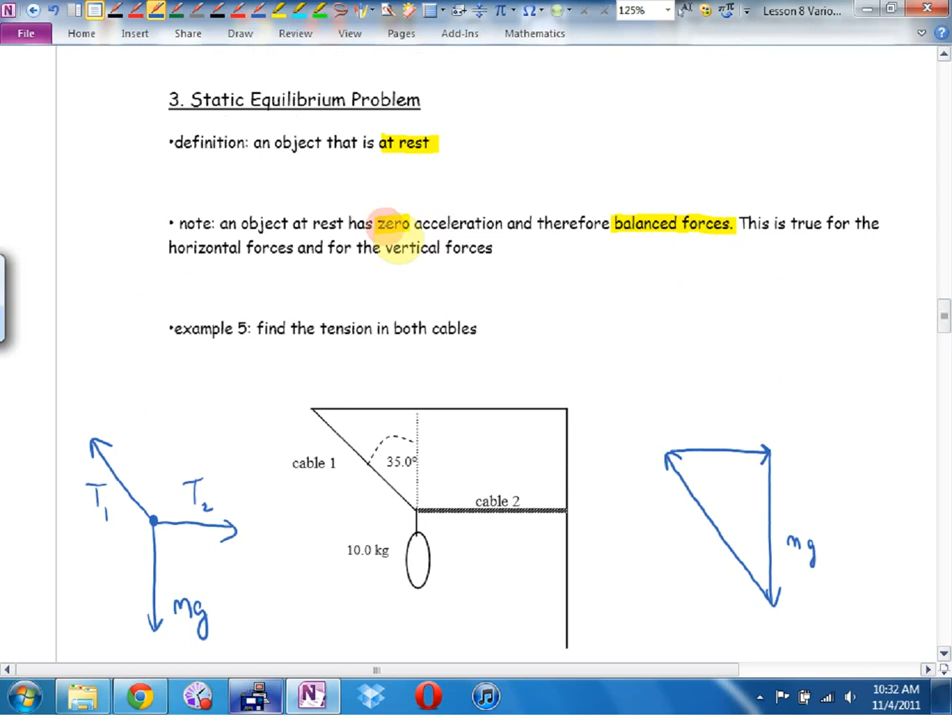 125%
Lesson 8 Vario...
File Home Insert Share Draw Review View Pages Add-Ins Mathematics
3. Static Equilibrium Problem
•definition: an object that is at rest
• note: an object at rest has zero acceleration and therefore balanced forces. This is true for the
horizontal forces and for the vertical forces
•example 5: find the tension in both cables
cable 1
35.0°
T1
T2
cable 2
10.0 kg
mg
mg
10:32 AM
11/4/2011